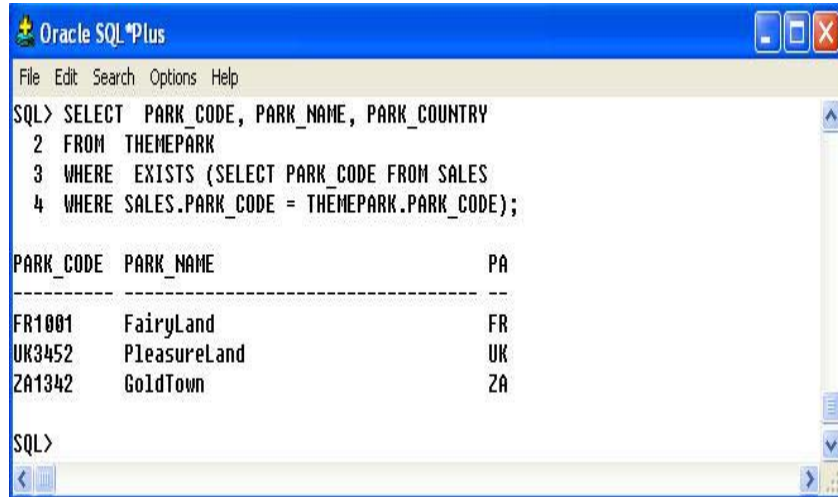 Oracle SQL*Plus
File Edit Search Options Help
SQL> SELECT PARK_CODE, PARK_NAME, PARK_COUNTRY
2 FROM THEMEPARK
3 WHERE EXISTS (SELECT PARK_CODE FROM SALES
4 WHERE SALES.PARK_CODE = THEMEPARK.PARK_CODE);
PARK_CODE PARK_NAME PA
---------- ----------------------------------- --
FR1001 FairyLand FR
UK3452 PleasureLand UK
ZA1342 GoldTown ZA
SQL>